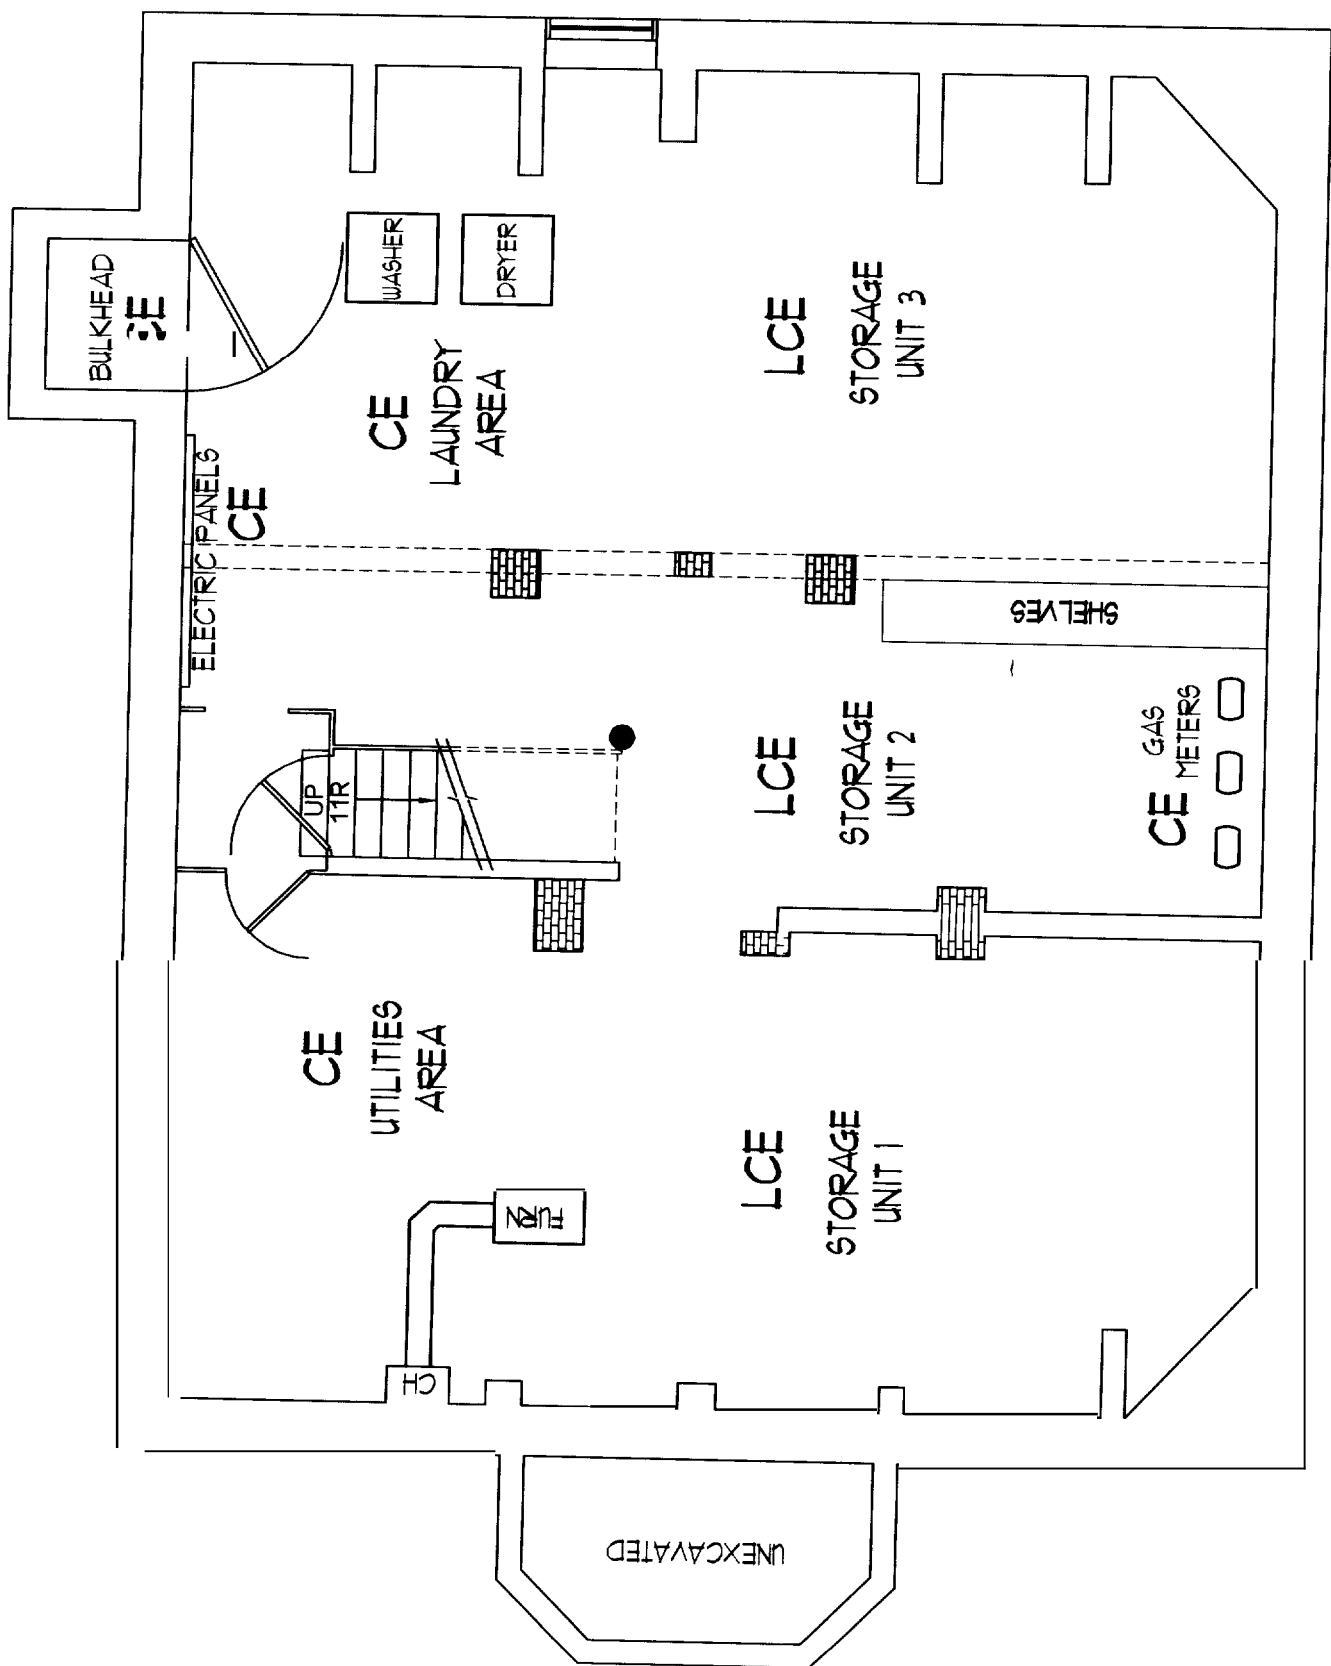 BULKHEAD
CE
WASHER
DRYER
CE
LAUNDRY
AREA
LCE
STORAGE
UNIT 3
ELECTRIC PANELS
CE
SHELVES
UP
11R
LCE
STORAGE
UNIT 2
GAS
METERS
CE
CE
UTILITIES
AREA
LCE
STORAGE
UNIT 1
FURN
CH
UNEXCAVATED